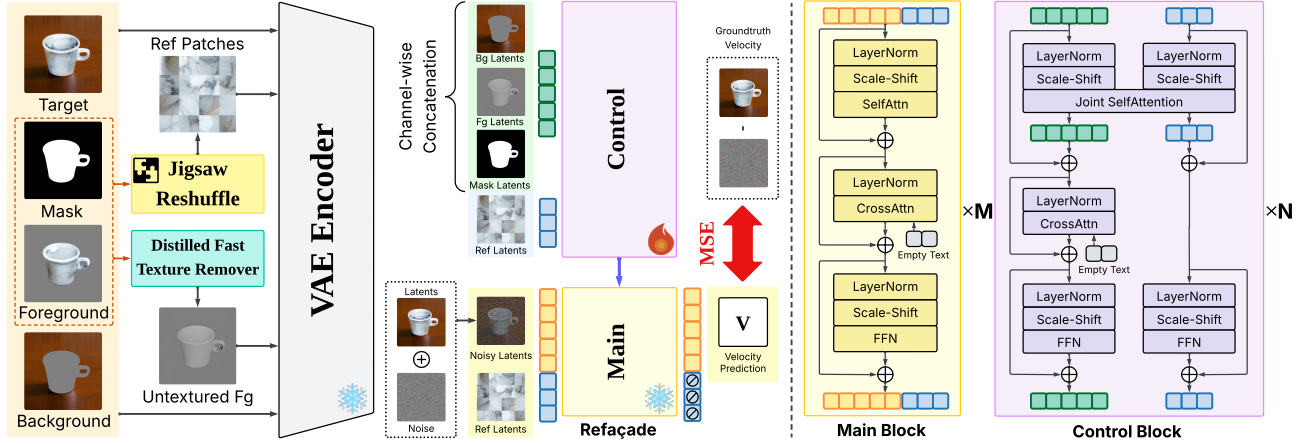 Target
Mask
Foreground
Background
Ref Patches
Jigsaw
Reshuffle
Distilled Fast
Texture Remover
Untextured Fg
VAE Encoder
Channel-wise
Concatenation
Bg Latents
Fg Latents
Mask Latents
Ref Latents
Control
Latents
Noise
Noisy Latents
Ref Latents
Main
Refaçade
Groundtruth
Velocity
-
MSE
V
Velocity
Prediction
LayerNorm
Scale-Shift
SelfAttn
LayerNorm
CrossAttn
Empty Text
LayerNorm
Scale-Shift
FFN
×M
Main Block
LayerNorm
Scale-Shift
LayerNorm
Scale-Shift
Joint SelfAttention
LayerNorm
CrossAttn
Empty Text
LayerNorm
Scale-Shift
FFN
LayerNorm
Scale-Shift
FFN
×N
Control Block